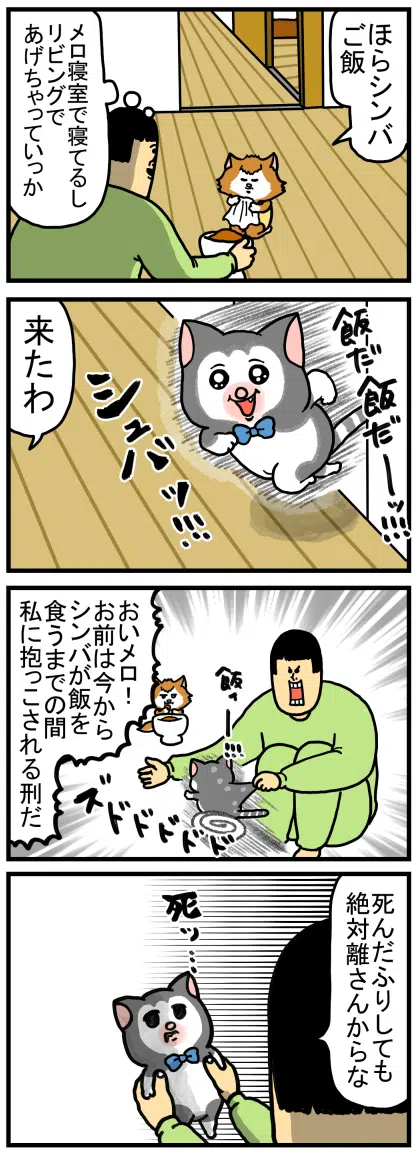 ほらシンバ
ご飯
メロ寝室で寝てるし
リビングで
あげちゃっていっか
飯だ飯だーッ!!!
来たわ
シュバッ!!!
おいメロ！
お前は今から
シンバが飯を
食うまでの間
私に抱っこされる刑だ
飯ッー!!!
ズドドドドド
死んだふりしても
絶対離さんからな
死ッ…